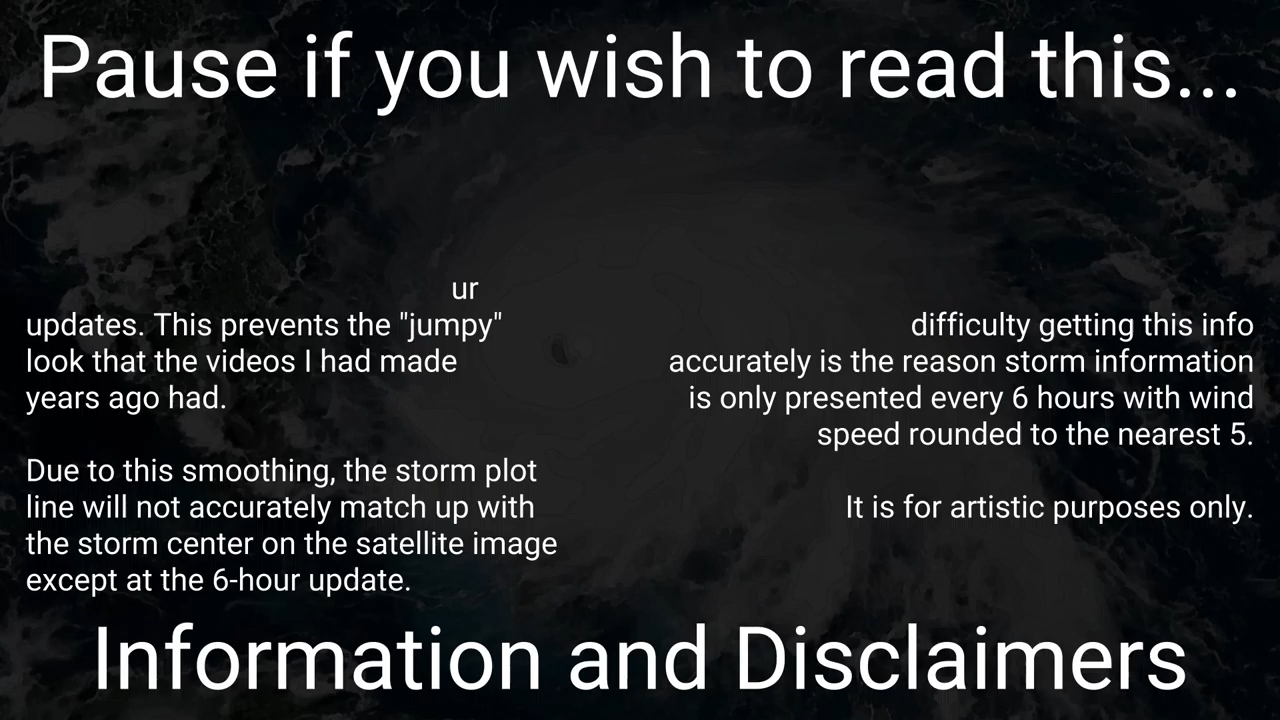 Pause if you wish to read this...
ur
updates. This prevents the "jumpy"
look that the videos I had made
years ago had.
Due to this smoothing, the storm plot
line will not accurately match up with
the storm center on the satellite image
except at the 6-hour update.
difficulty getting this info
accurately is the reason storm information
is only presented every 6 hours with wind
speed rounded to the nearest 5.
It is for artistic purposes only.
Information and Disclaimers